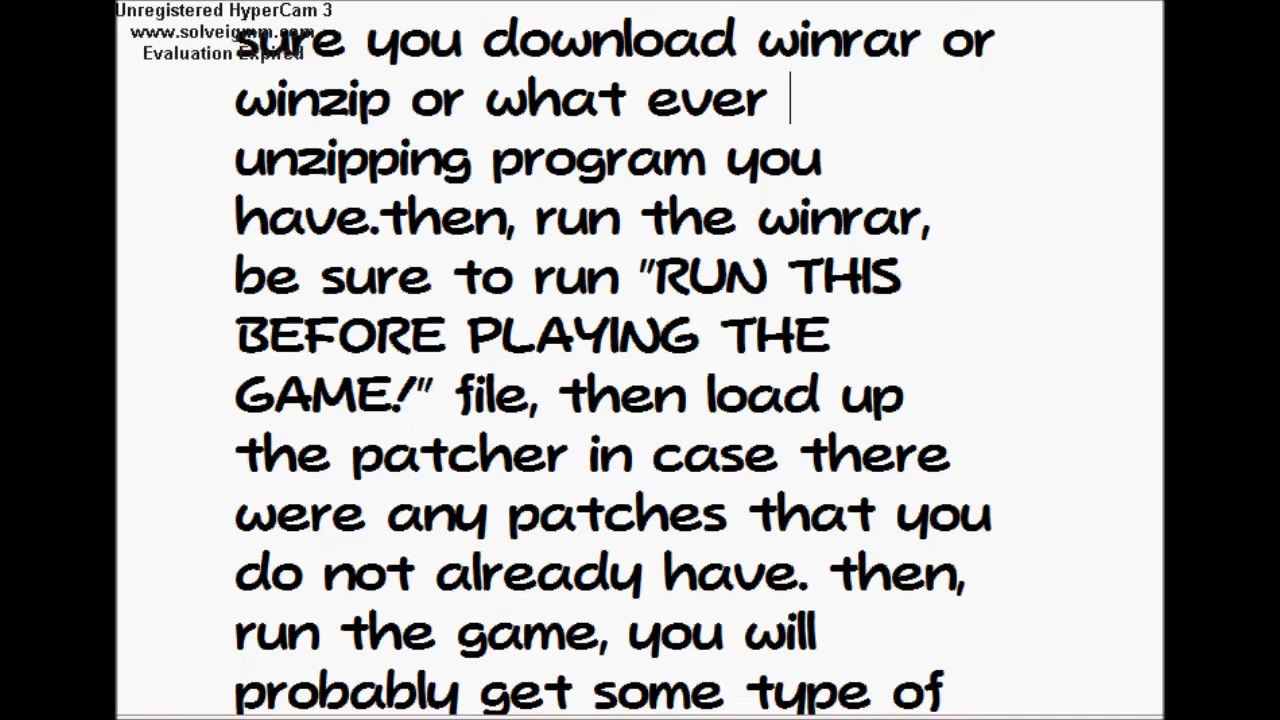 Unregistered HyperCam 3
www.solveigmm.com
Evaluation Expired
sure you download winrar or
winzip or what ever
unzipping program you
have.then, run the winrar,
be sure to run "RUN THIS
BEFORE PLAYING THE
GAME!" file, then load up
the patcher in case there
were any patches that you
do not already have. then,
run the game, you will
probably get some type of